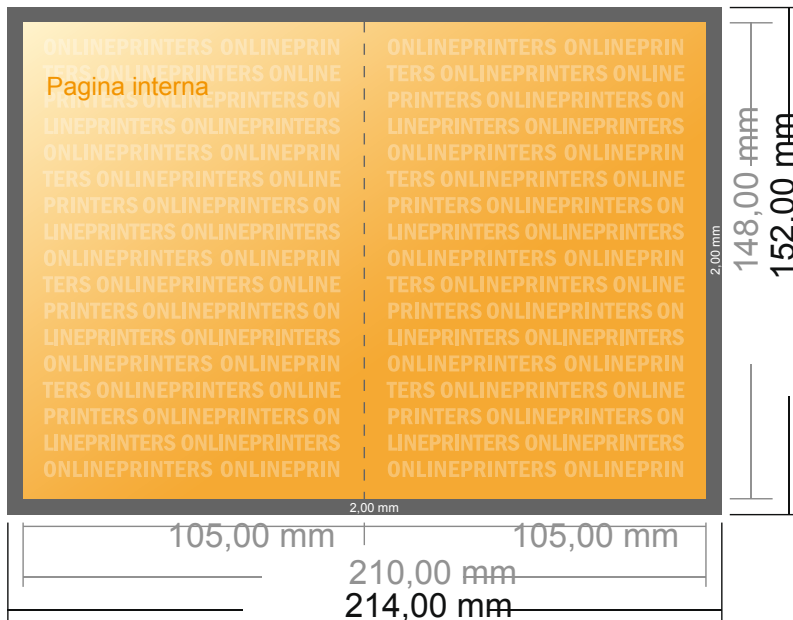 ONLINEPRINTERS ONLINEPRIN
TERS ONLINEPRINTERS ONLINE
PRINTERS ONLINEPRINTERS ON
LINEPRINTERS ONLINEPRINTERS
ONLINEPRINTERS ONLINEPRIN
TERS ONLINEPRINTERS ONLINE
PRINTERS ONLINEPRINTERS ON
LINEPRINTERS ONLINEPRINTERS
ONLINEPRINTERS ONLINEPRIN
TERS ONLINEPRINTERS ONLINE
PRINTERS ONLINEPRINTERS ON
LINEPRINTERS ONLINEPRINTERS
ONLINEPRINTERS ONLINEPRIN
TERS ONLINEPRINTERS ONLINE
PRINTERS ONLINEPRINTERS ON
LINEPRINTERS ONLINEPRINTERS
ONLINEPRINTERS ONLINEPRIN
Pagina interna
ONLINEPRINTERS ONLINEPRIN
TERS ONLINEPRINTERS ONLINE
PRINTERS ONLINEPRINTERS ON
LINEPRINTERS ONLINEPRINTERS
ONLINEPRINTERS ONLINEPRIN
TERS ONLINEPRINTERS ONLINE
PRINTERS ONLINEPRINTERS ON
LINEPRINTERS ONLINEPRINTERS
ONLINEPRINTERS ONLINEPRIN
TERS ONLINEPRINTERS ONLINE
PRINTERS ONLINEPRINTERS ON
LINEPRINTERS ONLINEPRINTERS
ONLINEPRINTERS ONLINEPRIN
TERS ONLINEPRINTERS ONLINE
PRINTERS ONLINEPRINTERS ON
LINEPRINTERS ONLINEPRINTERS
ONLINEPRINTERS ONLINEPRIN
2,00 mm
148,00 mm
152,00 mm
2,00 mm
105,00 mm
105,00 mm
210,00 mm
214,00 mm